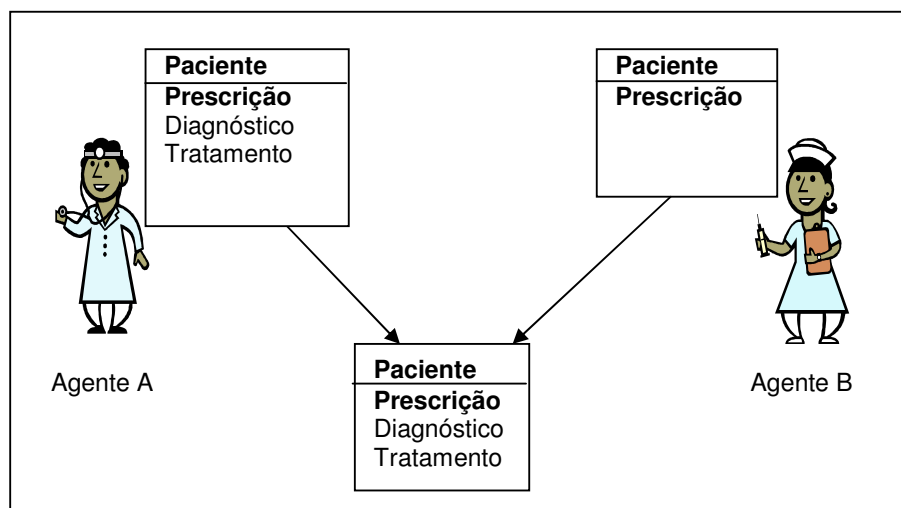 Paciente
Prescrição
Diagnóstico
Tratamento
Paciente
Prescrição
Agente A
Paciente
Prescrição
Diagnóstico
Tratamento
Agente B